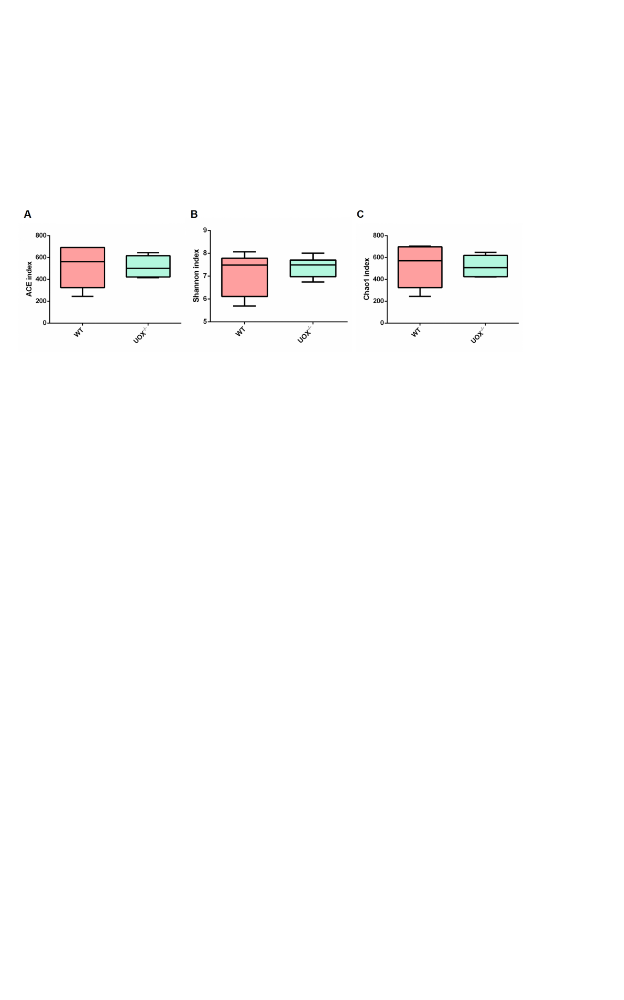 A
B
C
ACE index
800
600
400
200
0
WT
UOX-/-
Shannon index
9
8
7
6
5
WT
UOX-/-
Chao1 index
800
600
400
200
0
WT
UOX-/-